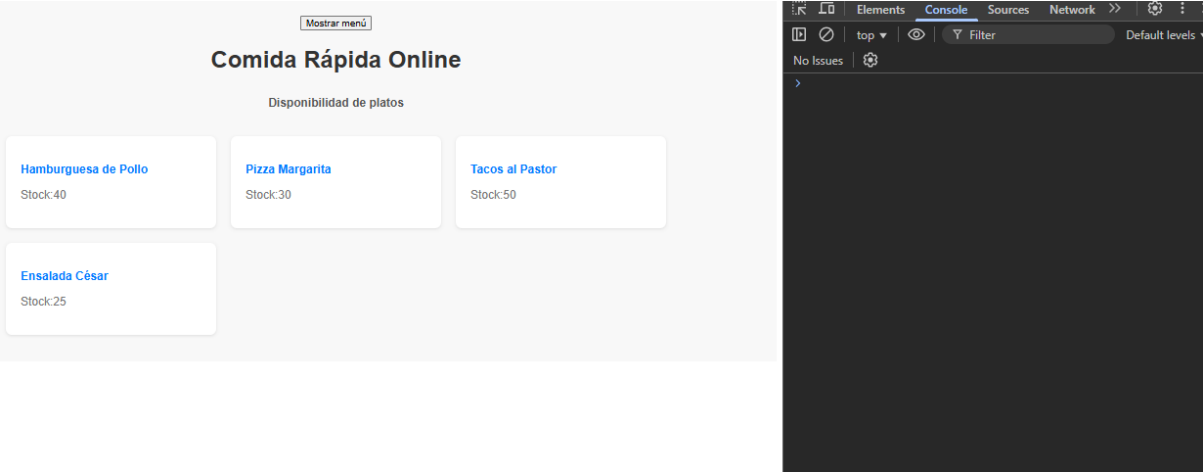 Mostrar menú
Comida Rápida Online
Disponibilidad de platos
Hamburguesa de Pollo
Stock:40
Pizza Margarita
Stock:30
Tacos al Pastor
Stock:50
Ensalada César
Stock:25
Elements Console Sources Network
top Filter Default levels
No Issues